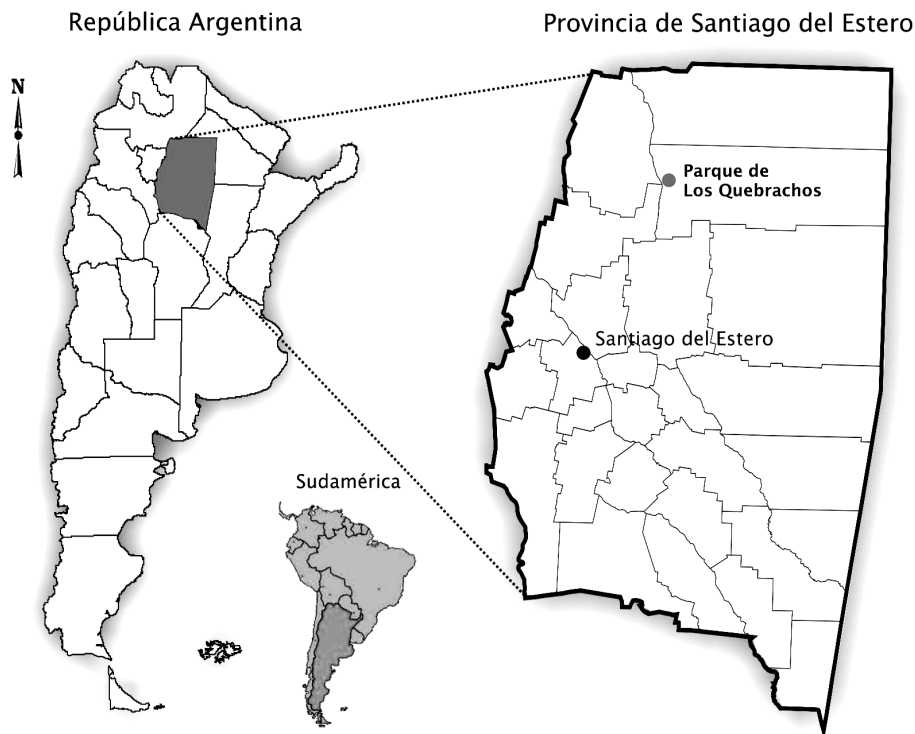 República Argentina
Provincia de Santiago del Estero
N
Parque de
Los Quebrachos
Santiago del Estero
Sudamérica